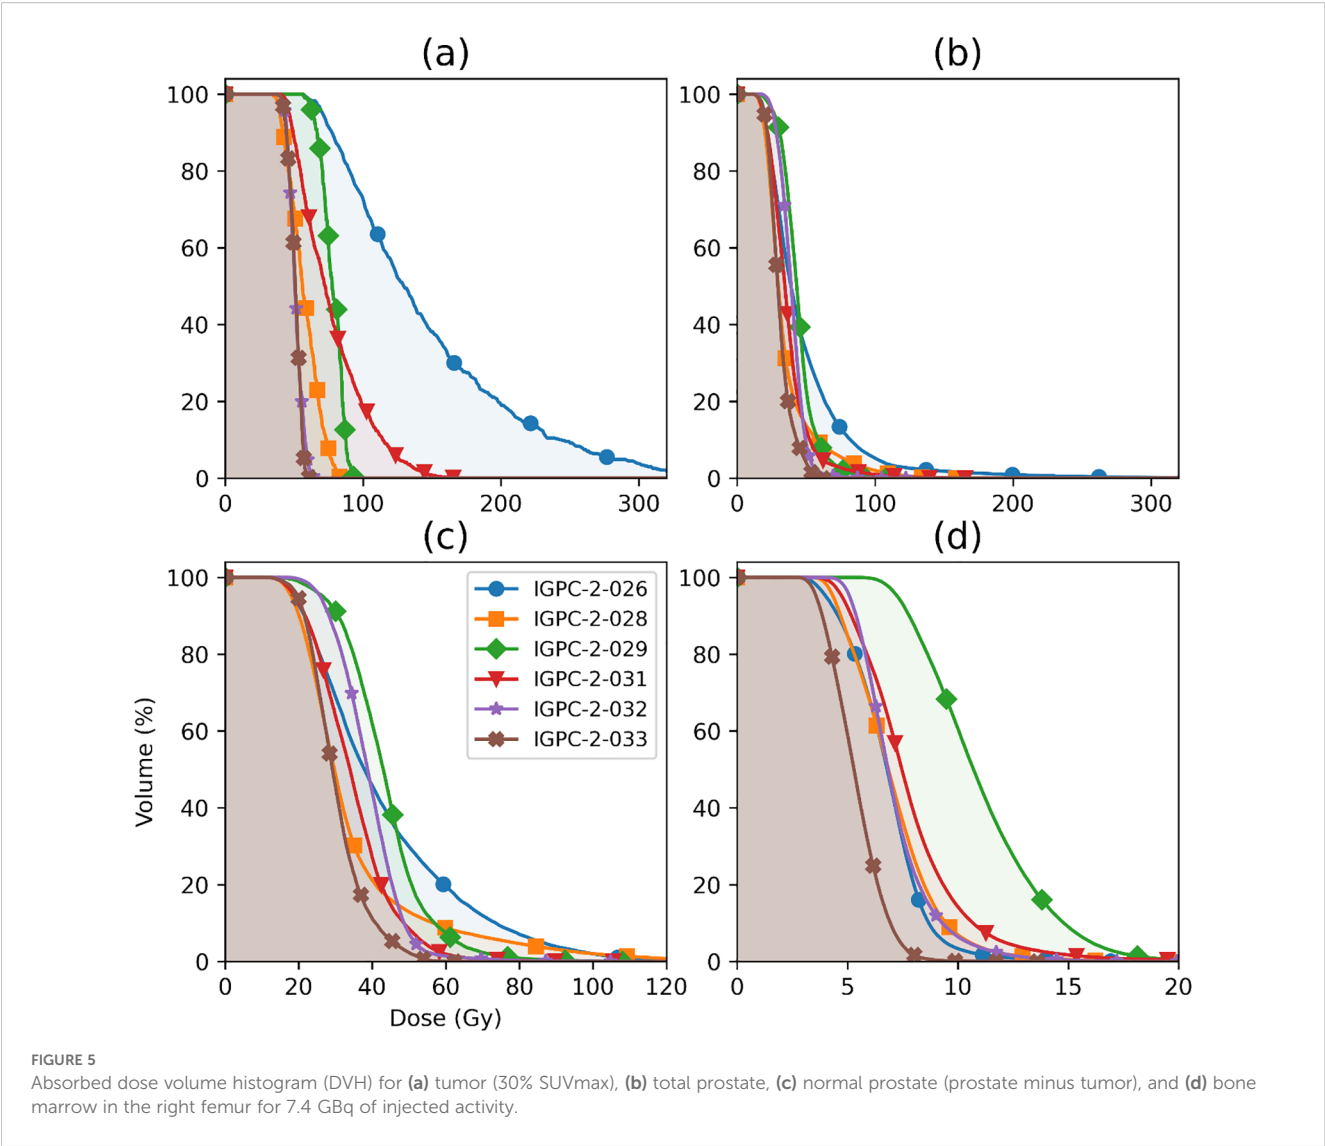 (a)
(b)
100
80
60
40
20
0
0
100
200
300
100
80
60
40
20
0
0
100
200
300
(c)
(d)
Volume (%)
100
80
60
40
20
0
0
20
40
60
80
100
120
Dose (Gy)
IGPC-2-026
IGPC-2-028
IGPC-2-029
IGPC-2-031
IGPC-2-032
IGPC-2-033
100
80
60
40
20
0
0
5
10
15
20
FIGURE 5
Absorbed dose volume histogram (DVH) for (a) tumor (30% SUVmax), (b) total prostate, (c) normal prostate (prostate minus tumor), and (d) bone
marrow in the right femur for 7.4 GBq of injected activity.